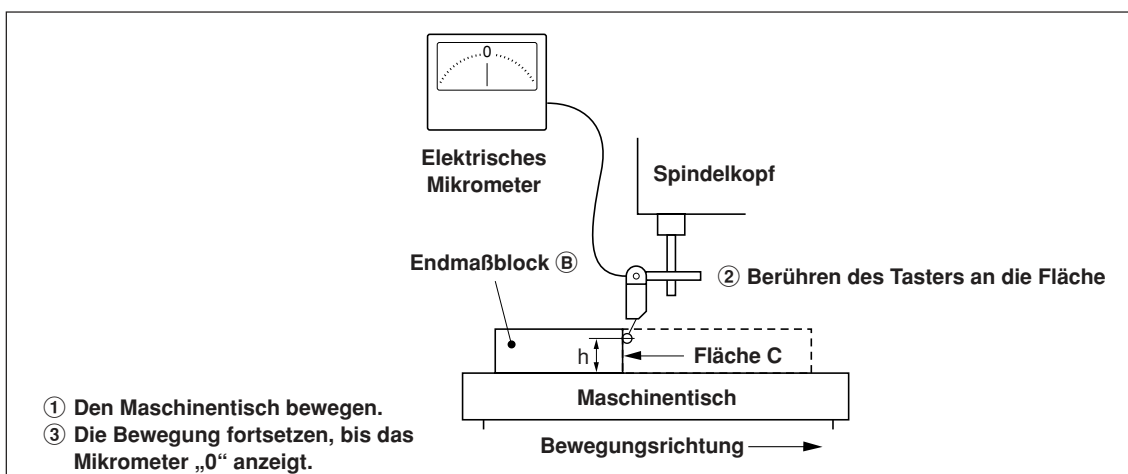 0
Elektrisches
Mikrometer
Spindelkopf
Endmaßblock Ⓑ
② Berühren des Tasters an die Fläche
h
Fläche C
Maschinentisch
① Den Maschinentisch bewegen.
③ Die Bewegung fortsetzen, bis das
Mikrometer „0“ anzeigt.
Bewegungsrichtung